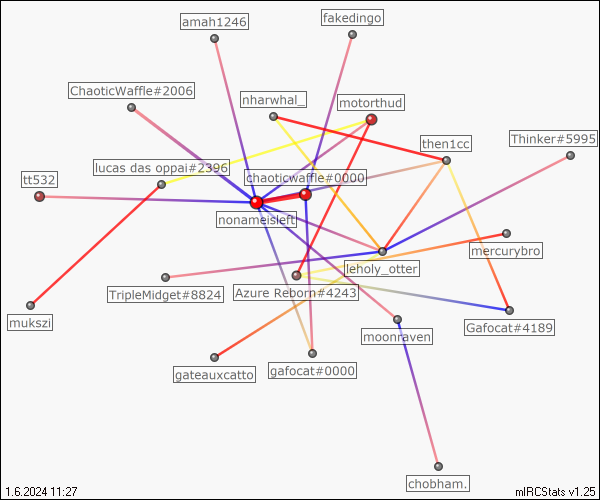 amah1246
fakedingo
ChaoticWaffle#2006
nharwhal_
motorthud
then1cc
Thinker#5995
lucas das oppai#2396
chaoticwaffle#0000
tt532
nonameisleft
mercurybro
leholy_otter
TripleMidget#8824
Azure Reborn#4243
mukszi
Gafocat#4189
moonraven
gateauxcatto
gafocat#0000
chobham.
1.6.2024 11:27
mIRCStats v1.25